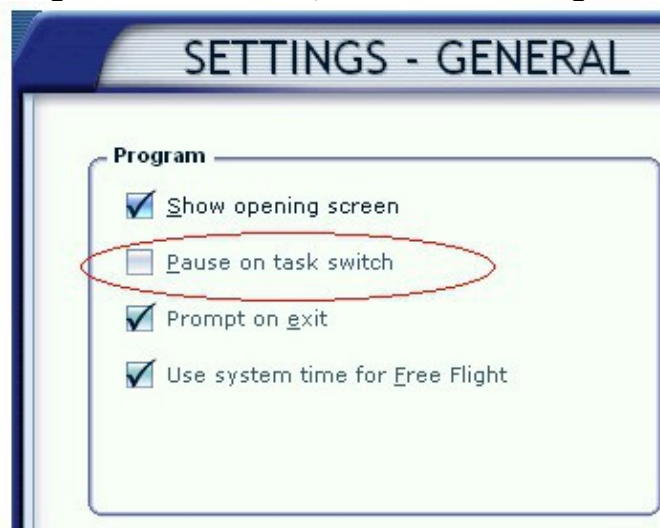 SETTINGS - GENERAL
Program
Show opening screen
Pause on task switch
Prompt on exit
Use system time for Free Flight